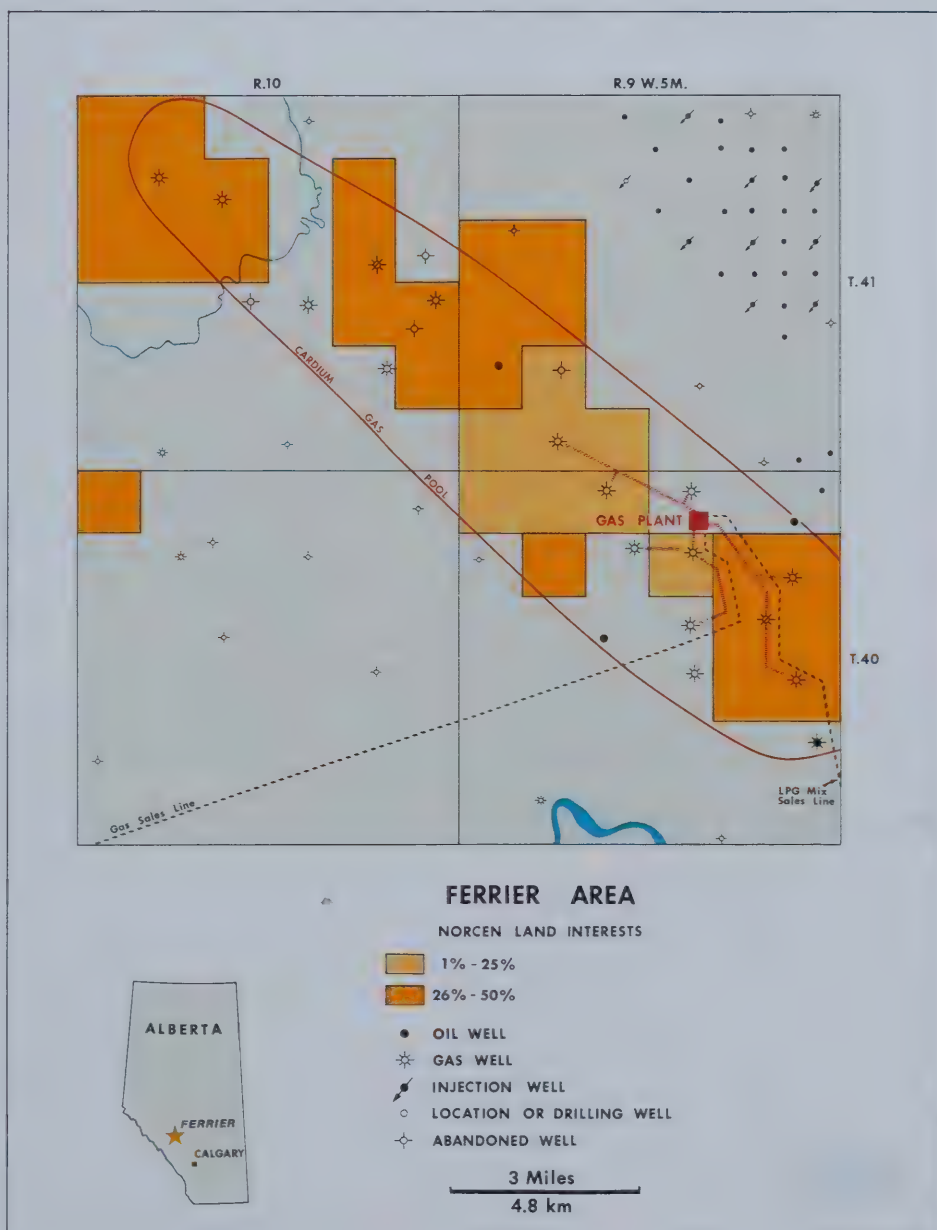 R.10
R.9 W.5M.
T.41
CARDIUM GAS POOL
GAS PLANT
T.40
Gas Sales Line
LPG Mix
Sales Line
FERRIER AREA
NORCEN LAND INTERESTS
1% - 25%
26% - 50%
OIL WELL
GAS WELL
INJECTION WELL
LOCATION OR DRILLING WELL
ABANDONED WELL
ALBERTA
FERRIER
CALGARY
3 Miles
4.8 km